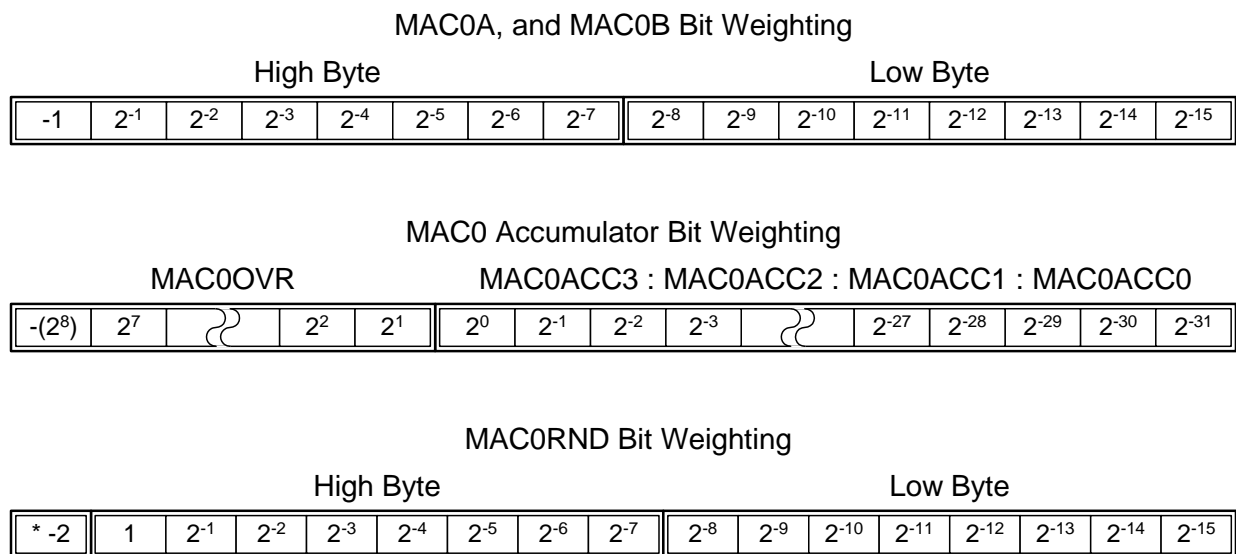 MAC0A, and MAC0B Bit Weighting
High Byte Low Byte
-1 2⁻¹ 2⁻² 2⁻³ 2⁻⁴ 2⁻⁵ 2⁻⁶ 2⁻⁷ 2⁻⁸ 2⁻⁹ 2⁻¹⁰ 2⁻¹¹ 2⁻¹² 2⁻¹³ 2⁻¹⁴ 2⁻¹⁵
MAC0 Accumulator Bit Weighting
MAC0OVR MAC0ACC3 : MAC0ACC2 : MAC0ACC1 : MAC0ACC0
-(2⁸) 2⁷ 2² 2¹ 2⁰ 2⁻¹ 2⁻² 2⁻³ 2⁻²⁷ 2⁻²⁸ 2⁻²⁹ 2⁻³⁰ 2⁻³¹
MAC0RND Bit Weighting
High Byte Low Byte
* -2 1 2⁻¹ 2⁻² 2⁻³ 2⁻⁴ 2⁻⁵ 2⁻⁶ 2⁻⁷ 2⁻⁸ 2⁻⁹ 2⁻¹⁰ 2⁻¹¹ 2⁻¹² 2⁻¹³ 2⁻¹⁴ 2⁻¹⁵